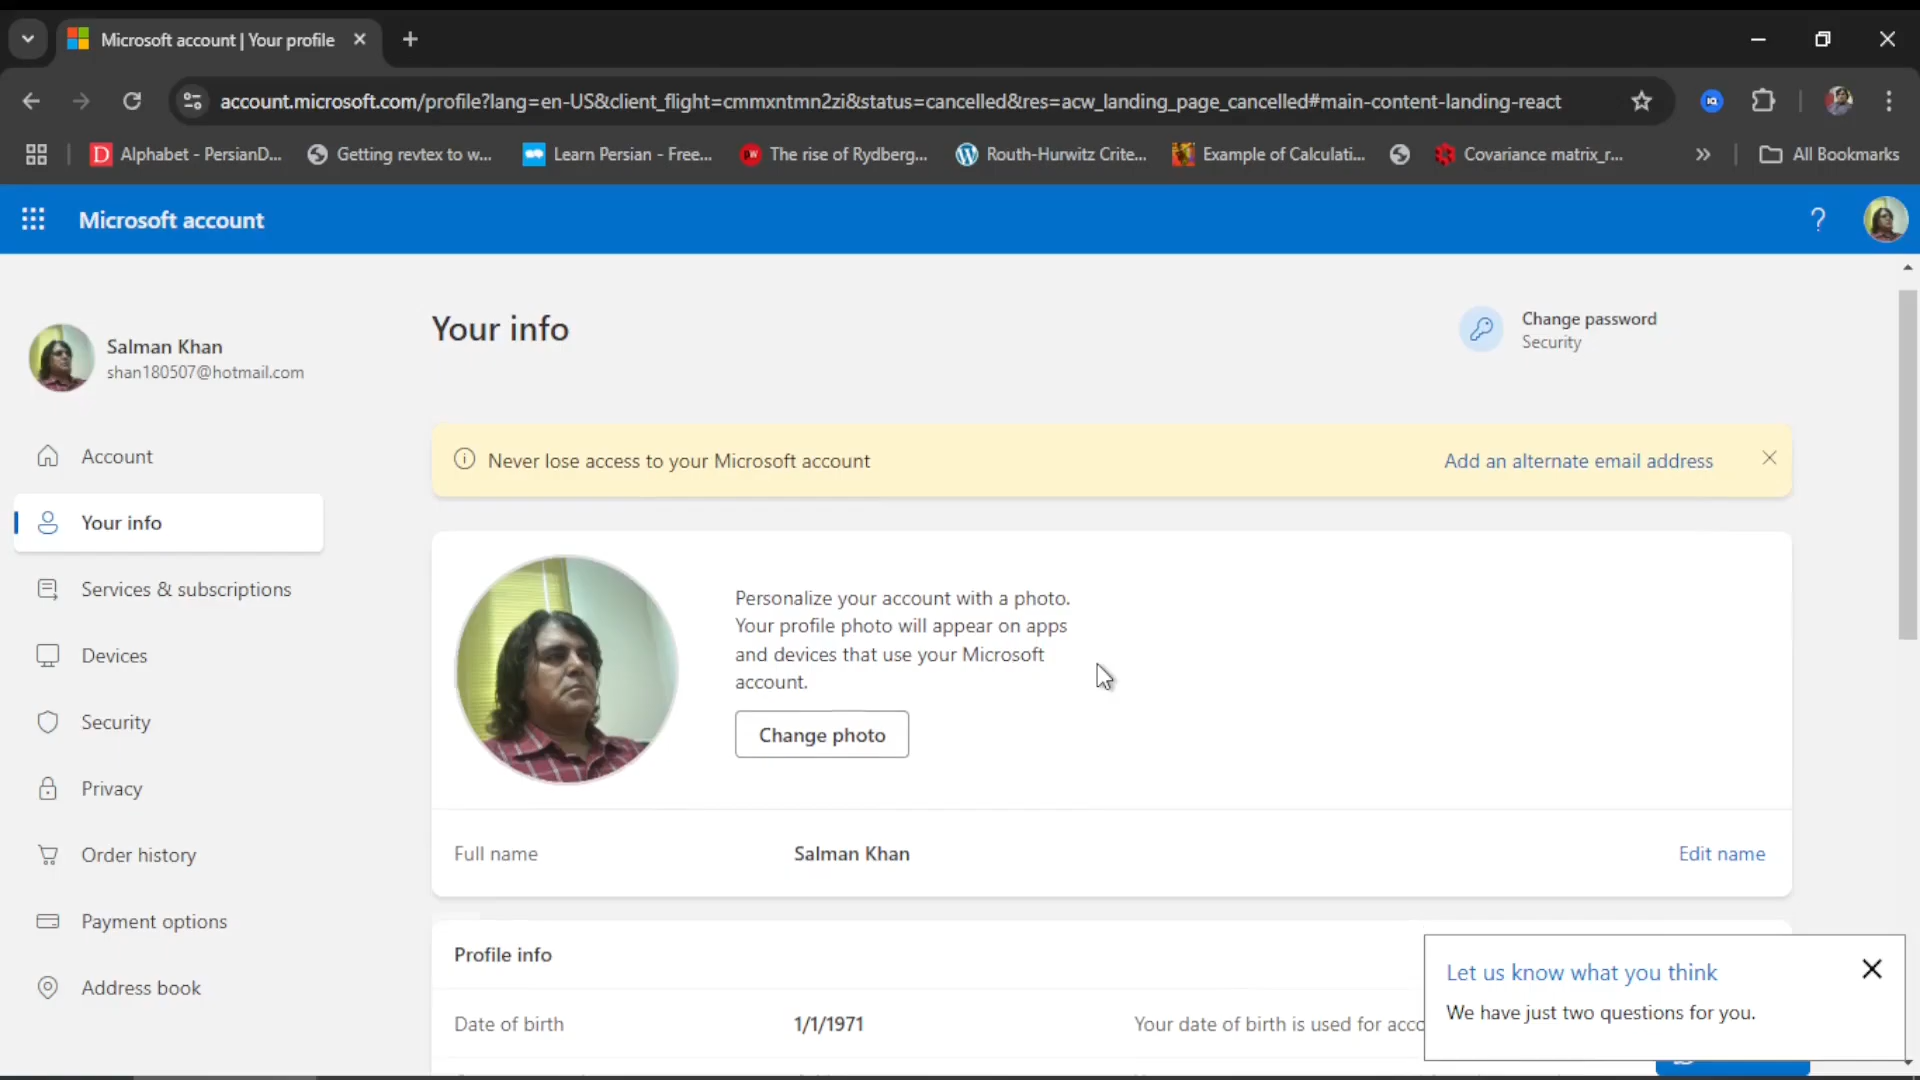 Microsoft account | Your profile
account.microsoft.com/profile?lang=en-US&client_flight=cmmxntmn2zi&status=cancelled&res=acw_landing_page_cancelled#main-content-landing-react
Alphabet - PersianD...
Getting revtex to w...
Learn Persian - Free...
The rise of Rydberg...
Routh-Hurwitz Crite...
Example of Calculati...
Covariance matrix_r...
All Bookmarks
Microsoft account
?
Salman Khan
shan180507@hotmail.com
Account
Your info
Services & subscriptions
Devices
Security
Privacy
Order history
Payment options
Address book
Your info
Change password
Security
Never lose access to your Microsoft account
Add an alternate email address
Personalize your account with a photo.
Your profile photo will appear on apps
and devices that use your Microsoft
account.
Change photo
Full name
Salman Khan
Edit name
Profile info
Date of birth
1/1/1971
Your date of birth is used for acco
Let us know what you think
We have just two questions for you.